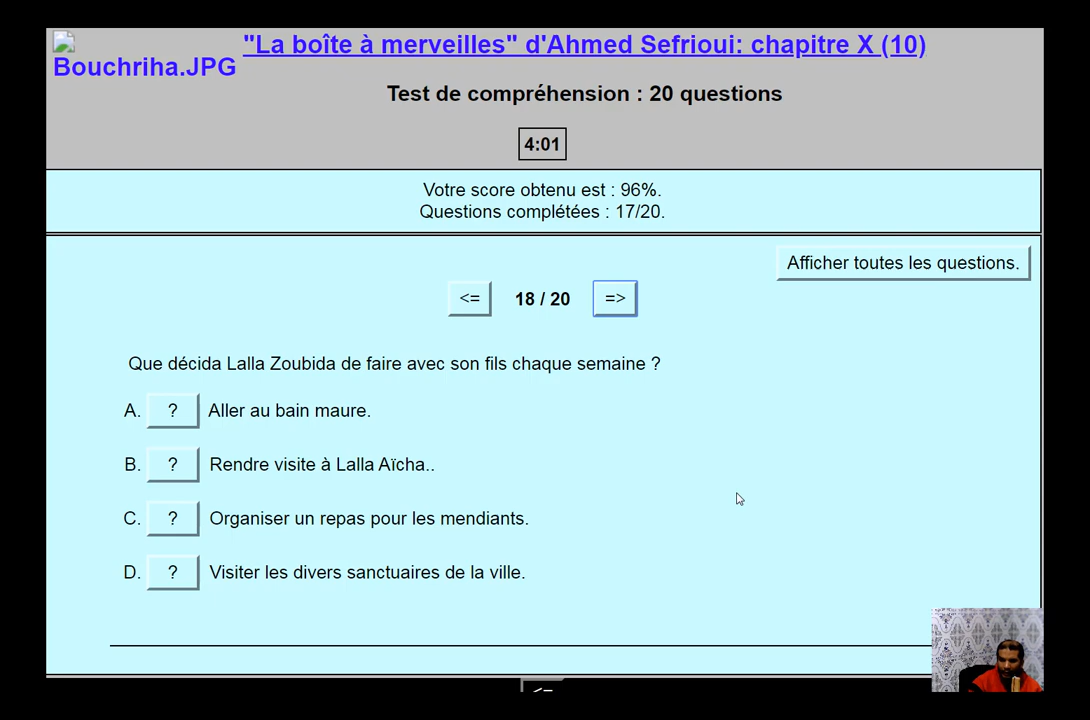 "La boîte à merveilles" d'Ahmed Sefrioui: chapitre X (10)
Bouchriha.JPG
Test de compréhension : 20 questions
4:01
Votre score obtenu est : 96%.
Questions complétées : 17/20.
Afficher toutes les questions.
<= 18 / 20 =>
Que décida Lalla Zoubida de faire avec son fils chaque semaine ?
A. ? Aller au bain maure.
B. ? Rendre visite à Lalla Aïcha..
C. ? Organiser un repas pour les mendiants.
D. ? Visiter les divers sanctuaires de la ville.
<=